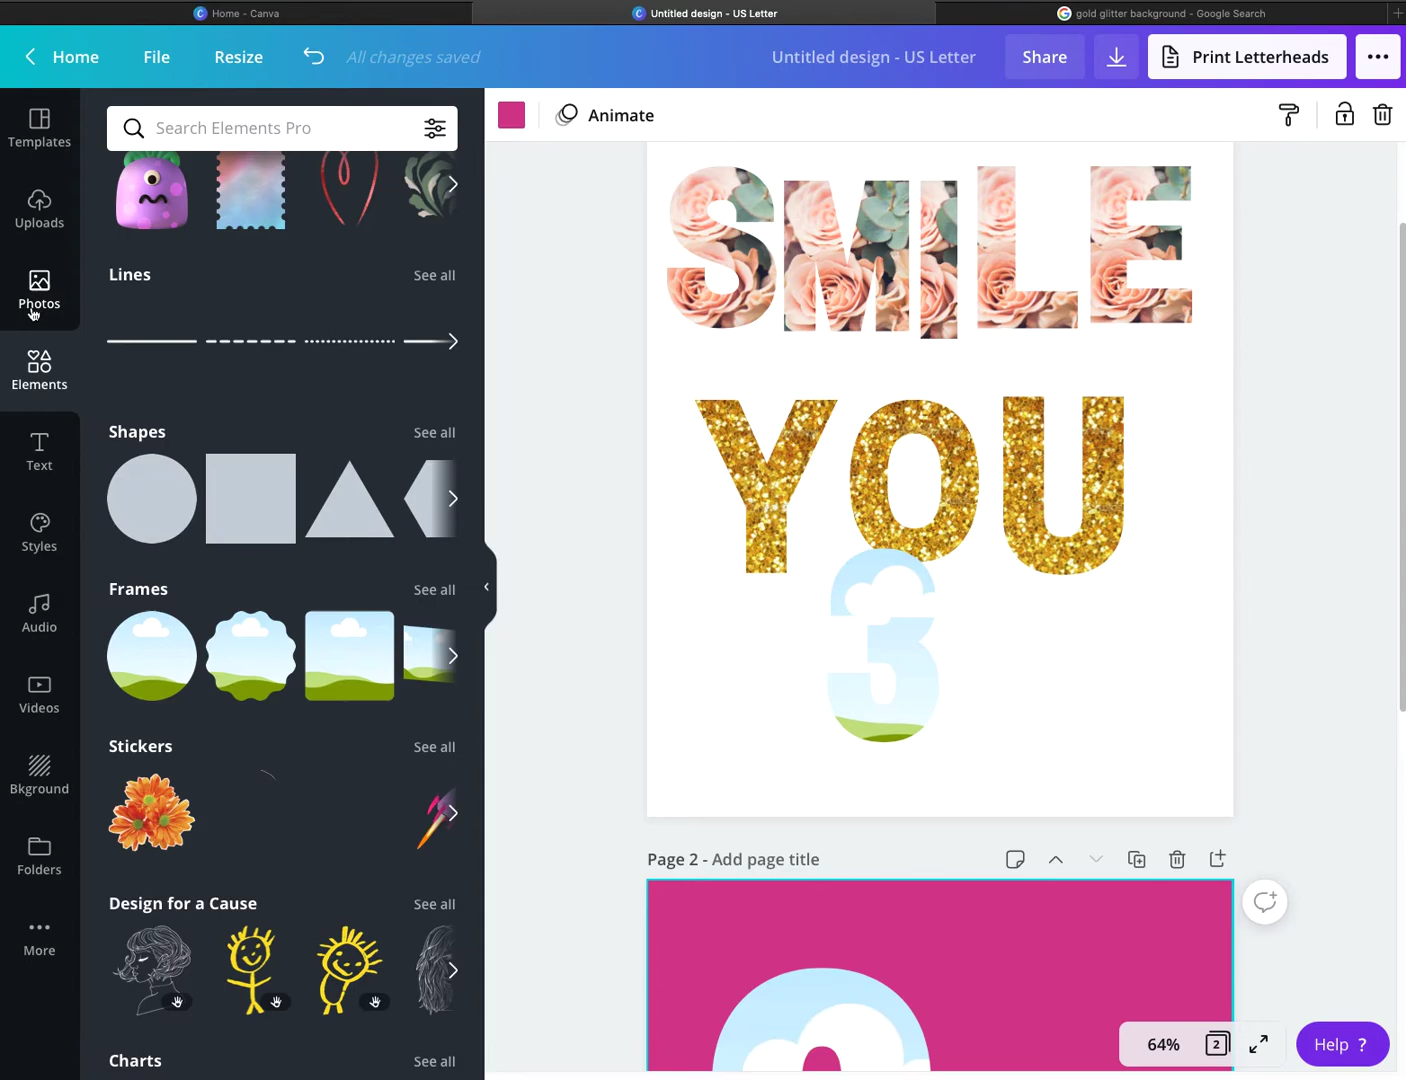 Home - Canva
Untitled design - US Letter
gold glitter background - Google Search
Home
File
Resize
All changes saved
Untitled design - US Letter
Share
Print Letterheads
Templates
Uploads
Photos
Elements
Text
Styles
Audio
Videos
Bkground
Folders
More
Search Elements Pro
Lines
See all
Shapes
See all
Frames
See all
Stickers
See all
Design for a Cause
See all
Charts
See all
Animate
SMILE
YOU
3
Page 2 - Add page title
64%
2
Help ?